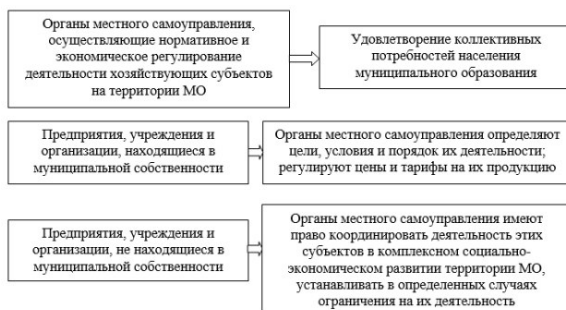 Органы местного самоуправления,
осуществляющие нормативное и
экономическое регулирование
деятельности хозяйствующих субъектов
на территории МО
Удовлетворение коллективных
потребностей населения
муниципального образования
Предприятия, учреждения и
организации, находящиеся в
муниципальной собственности
Органы местного самоуправления определяют
цели, условия и порядок их деятельности;
регулируют цены и тарифы на их продукцию
Предприятия, учреждения и
организации, не находящиеся в
муниципальной собственности
Органы местного самоуправления имеют
право координировать деятельность этих
субъектов в комплексном социально-
экономическом развитии территории МО,
устанавливать в определенных случаях
ограничения на их деятельность